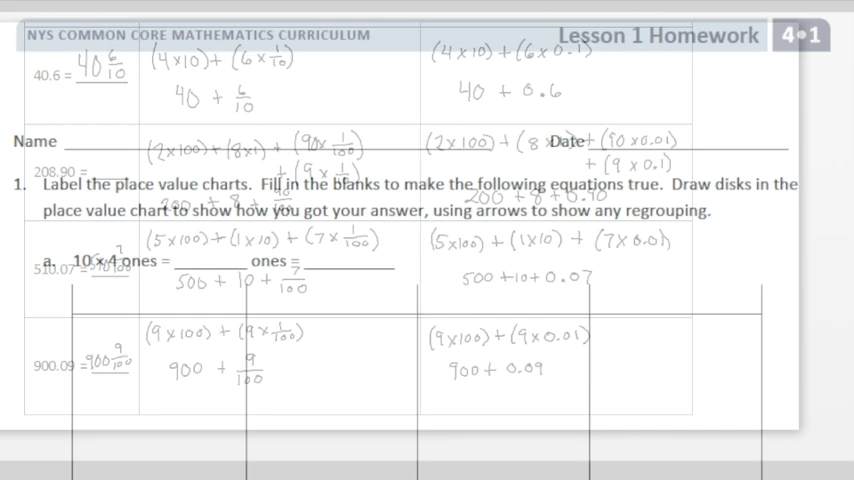 NYS COMMON CORE MATHEMATICS CURRICULUM
Lesson 1 Homework 4•1
40.6 = 40 6/10 (4×10) + (6×1/10) (4×10) + (6×0.1)
40 + 6/10 40 + 0.6
Name Date
208.90 = (2×100) + (8×1) + (90×1/100) (2×100) + (8 + (90×0.01)
+ (9×1/10) + (9×0.1)
1. Label the place value charts. Fill in the blanks to make the following equations true. Draw disks in the
200 + 8 + 200 + 8 + 0.90
place value chart to show how you got your answer, using arrows to show any regrouping.
(5×100) + (1×10) + (7×1/100) (5×100) + (1×10) + (7×0.01)
a. 10 × 4 ones = ones =
510.07 = 510 7/100 500 + 10 + 7/100 500 + 10 + 0.07
(9×100) + (9×1/100) (9×100) + (9×0.01)
900.09 = 900 9/100 900 + 9/100 900 + 0.09